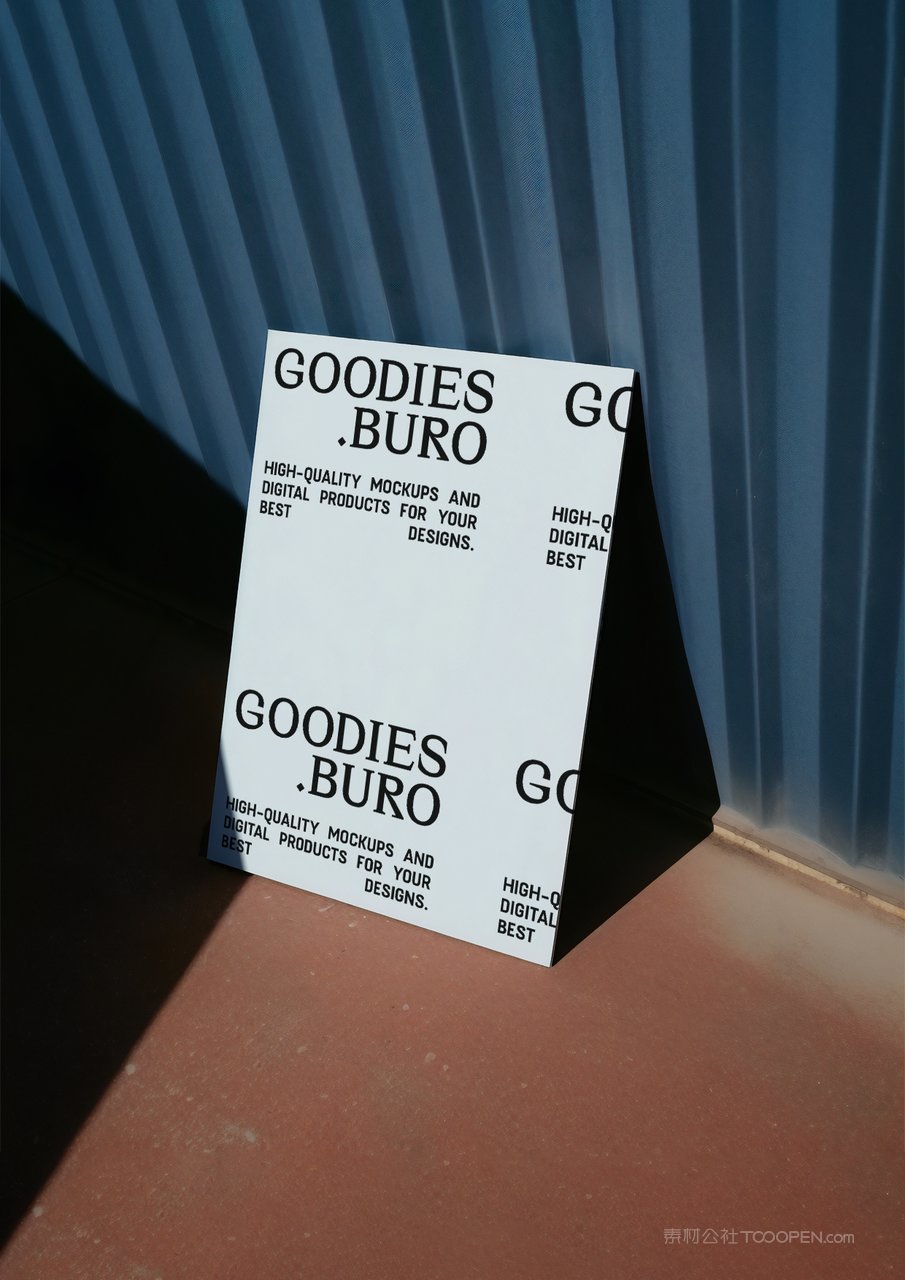 GOODIES
.BURO
HIGH-QUALITY MOCKUPS AND
DIGITAL PRODUCTS FOR YOUR
BEST
DESIGNS.
GO
HIGH-Q
DIGITAL
BEST
GOODIES
.BURO
HIGH-QUALITY MOCKUPS AND
DIGITAL PRODUCTS FOR YOUR
BEST
DESIGNS.
GO
HIGH-Q
DIGITAL
BEST
素材公社 TOOOPEN.com